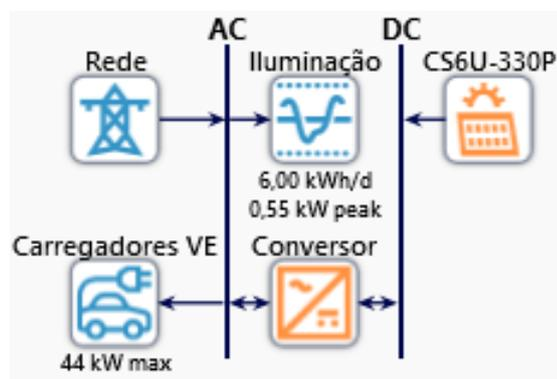 AC
DC
Rede
Iluminação
CS6U-330P
6,00 kWh/d
0,55 kW peak
Carregadores VE
Conversor
44 kW max